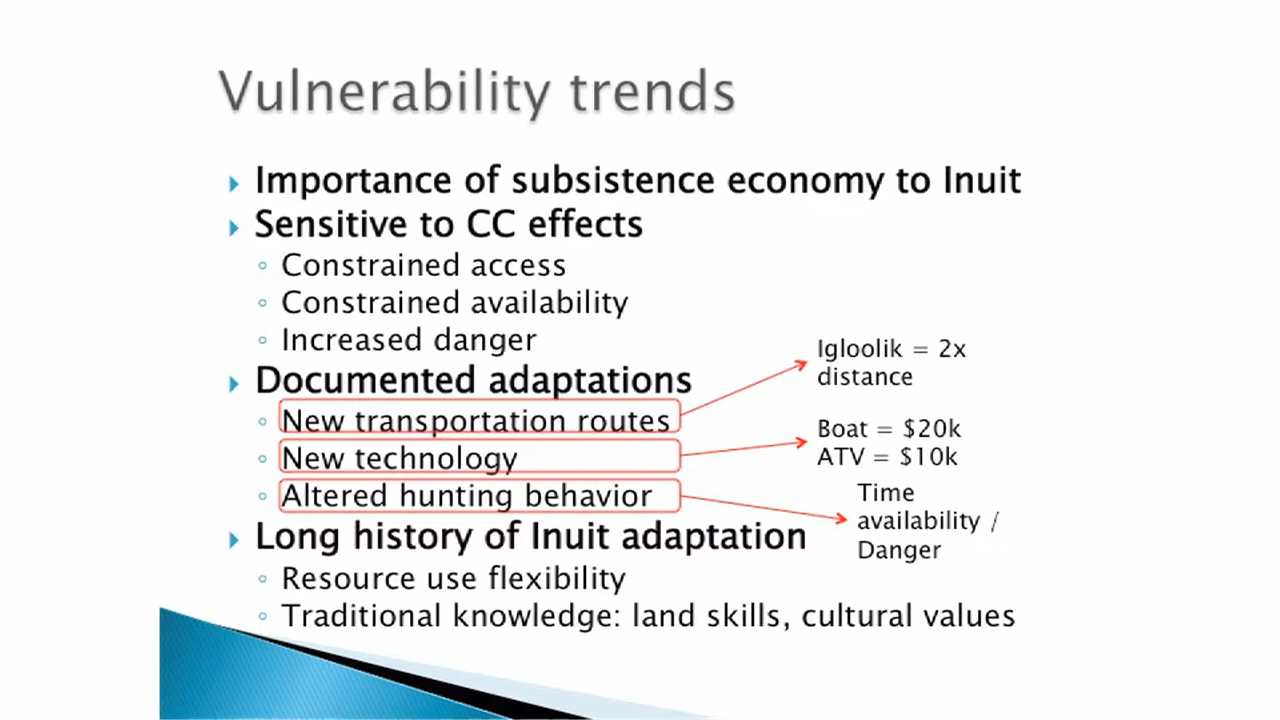 Vulnerability trends
Importance of subsistence economy to Inuit
Sensitive to CC effects
Constrained access
Constrained availability
Increased danger
Documented adaptations
New transportation routes
New technology
Altered hunting behavior
Igloolik = 2x
distance
Boat = $20k
ATV = $10k
Time
availability /
Danger
Long history of Inuit adaptation
Resource use flexibility
Traditional knowledge: land skills, cultural values